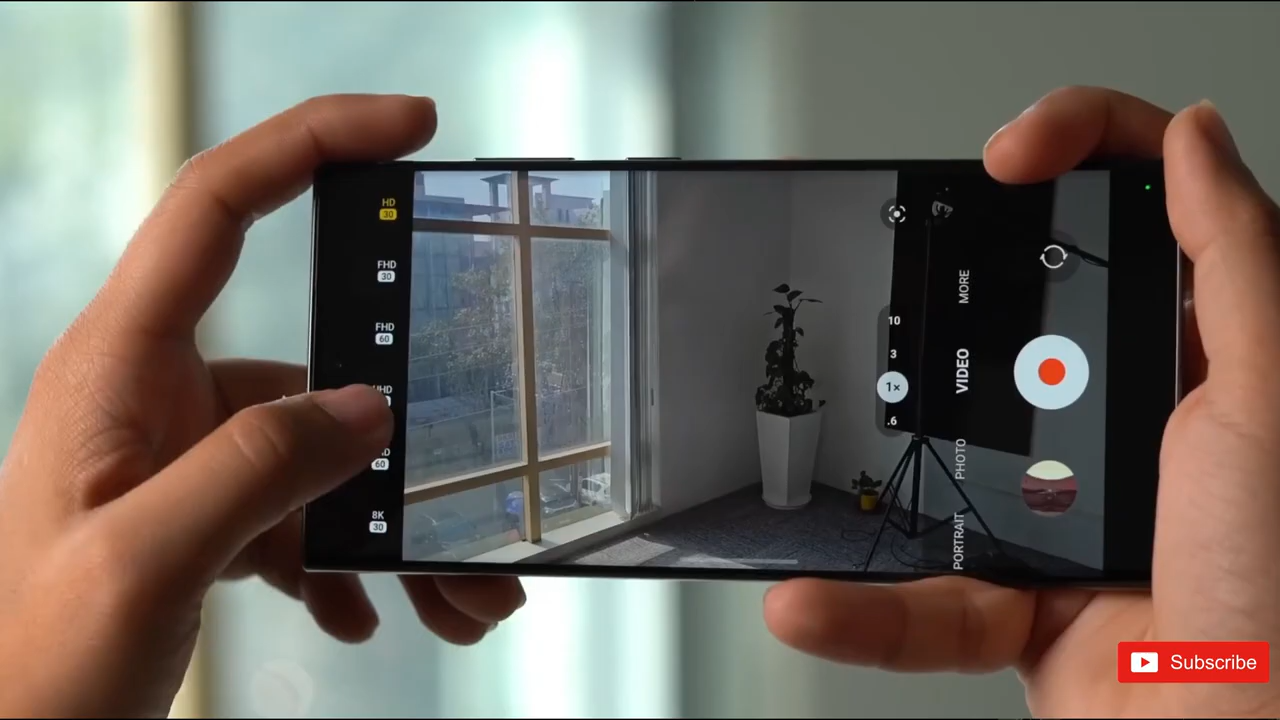 HD
30
FHD
30
FHD
60
60
8K
30
10
3
1×
.6
MORE
VIDEO
PHOTO
PORTRAIT
Subscribe